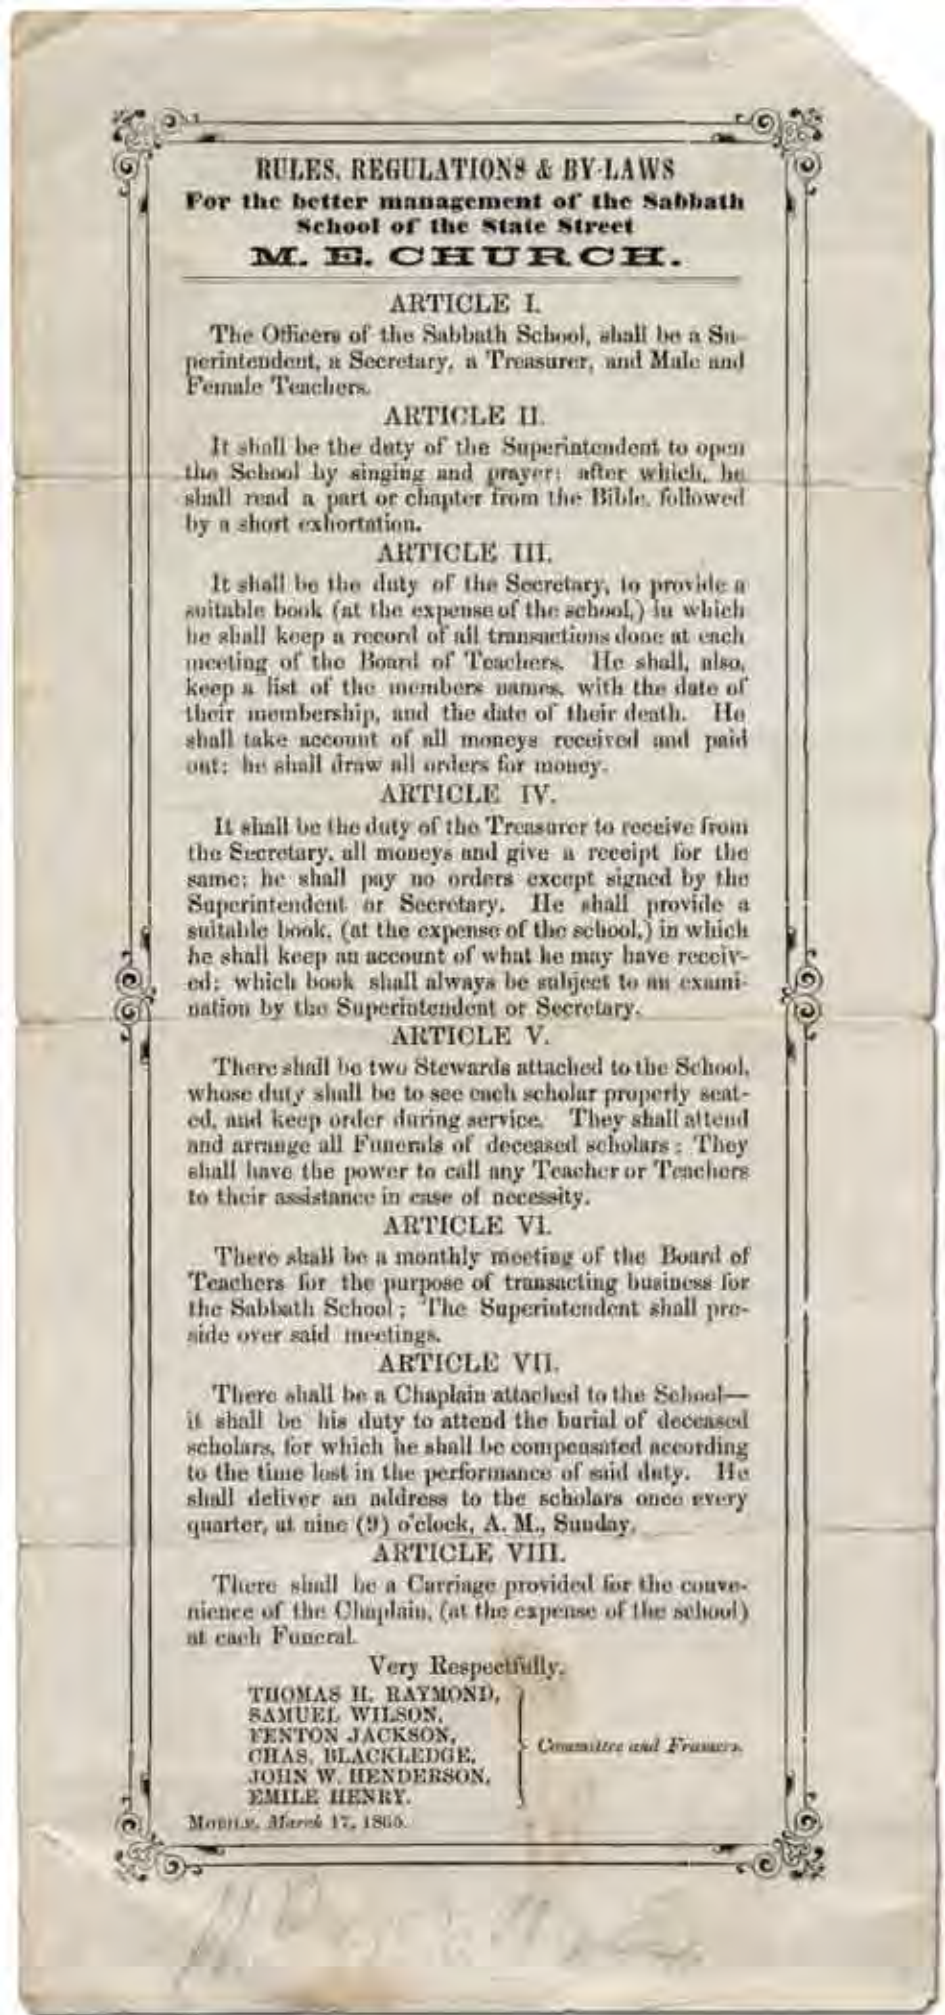 RULES, REGULATIONS & BY-LAWS
For the better management of the Sabbath
School of the State Street
M. E. CHURCH.
ARTICLE I.
The Officers of the Sabbath School, shall be a Su-
perintendent, a Secretary, a Treasurer, and Male and
Female Teachers.
ARTICLE II.
It shall be the duty of the Superintendent to open
the School by singing and prayer; after which, he
shall read a part or chapter from the Bible, followed
by a short exhortation.
ARTICLE III.
It shall be the duty of the Secretary, to provide a
suitable book (at the expense of the school,) in which
he shall keep a record of all transactions done at each
meeting of the Board of Teachers. He shall, also,
keep a list of the members names, with the date of
their membership, and the date of their death. He
shall take account of all moneys received and paid
out; he shall draw all orders for money.
ARTICLE IV.
It shall be the duty of the Treasurer to receive from
the Secretary, all moneys and give a receipt for the
same; he shall pay no orders except signed by the
Superintendent or Secretary. He shall provide a
suitable book, (at the expense of the school,) in which
he shall keep an account of what he may have receiv-
ed; which book shall always be subject to an exami-
nation by the Superintendent or Secretary.
ARTICLE V.
There shall be two Stewards attached to the School,
whose duty shall be to see each scholar properly seat-
ed, and keep order during service. They shall attend
and arrange all Funerals of deceased scholars; They
shall have the power to call any Teacher or Teachers
to their assistance in case of necessity.
ARTICLE VI.
There shall be a monthly meeting of the Board of
Teachers for the purpose of transacting business for
the Sabbath School; The Superintendent shall pre-
side over said meetings.
ARTICLE VII.
There shall be a Chaplain attached to the School—
it shall be his duty to attend the burial of deceased
scholars, for which he shall be compensated according
to the time lost in the performance of said duty. He
shall deliver an address to the scholars once every
quarter, at nine (9) o'clock, A. M., Sunday.
ARTICLE VIII.
There shall be a Carriage provided for the conve-
nience of the Chaplain, (at the expense of the school)
at each Funeral.
Very Respectfully,
THOMAS H. RAYMOND,
SAMUEL WILSON,
FENTON JACKSON,
CHAS. BLACKLEDGE,
JOHN W. HENDERSON,
EMILE HENRY.
Committee and Framers.
MOBILE, March 17, 1865.